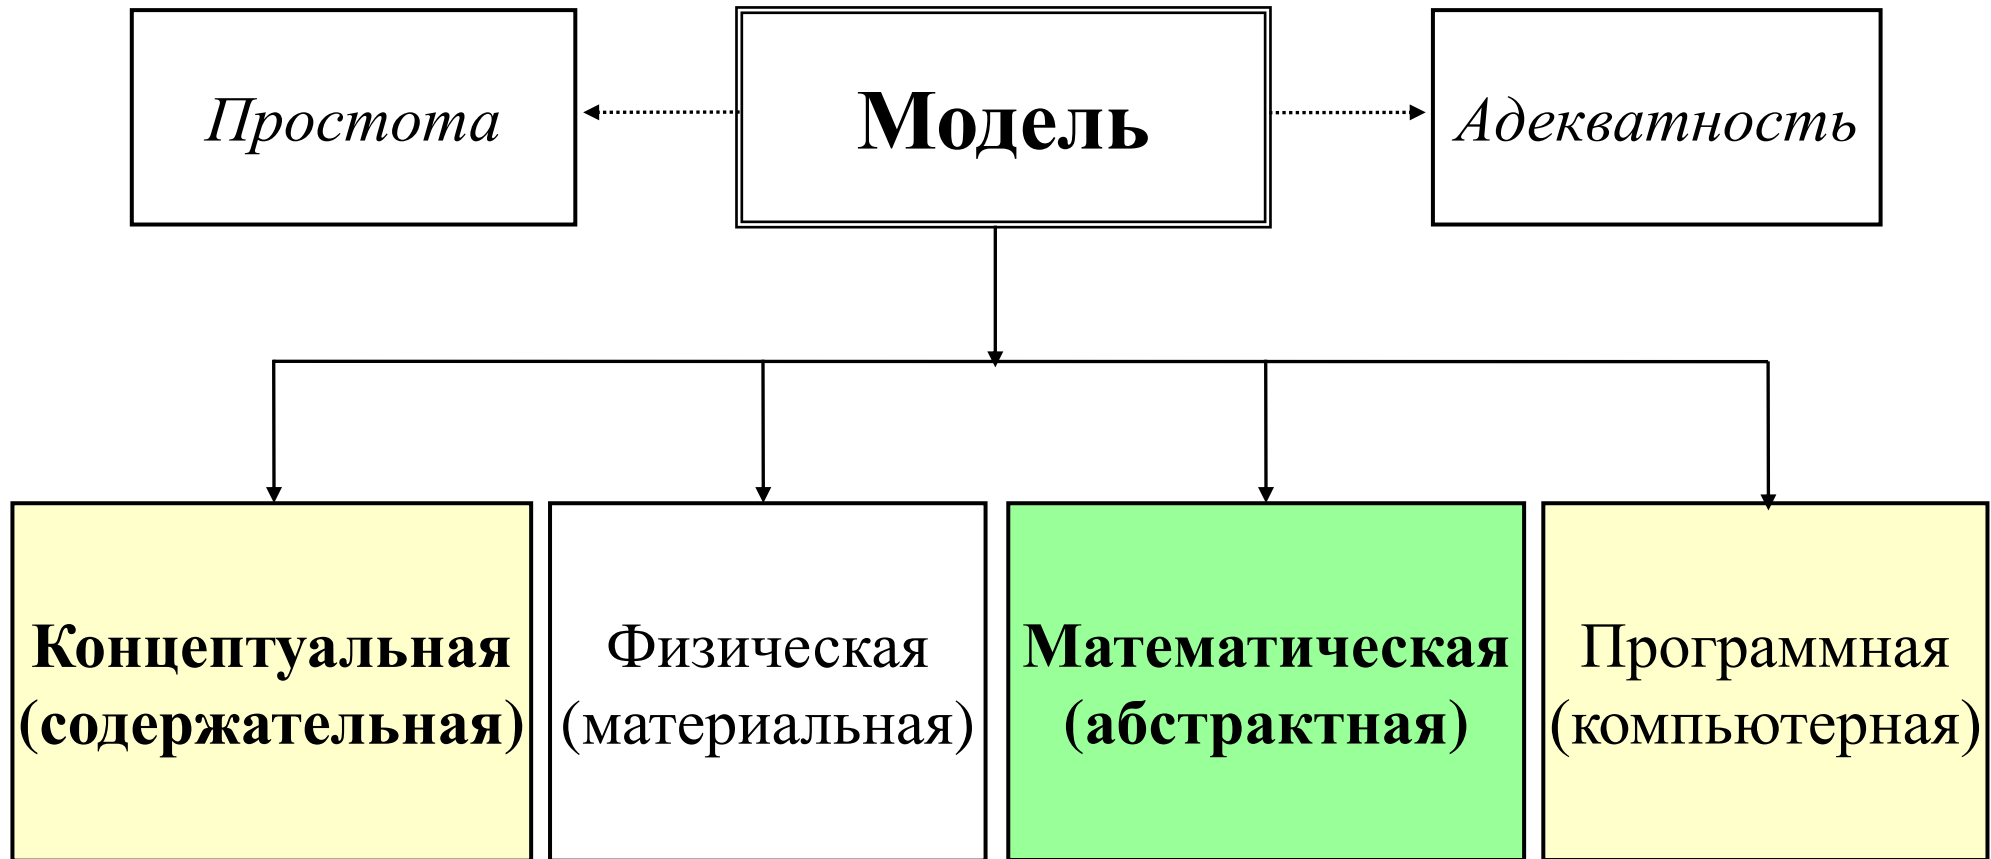 Простота
Модель
Адекватность
Концептуальная
(содержательная)
Физическая
(материальная)
Математическая
(абстрактная)
Программная
(компьютерная)